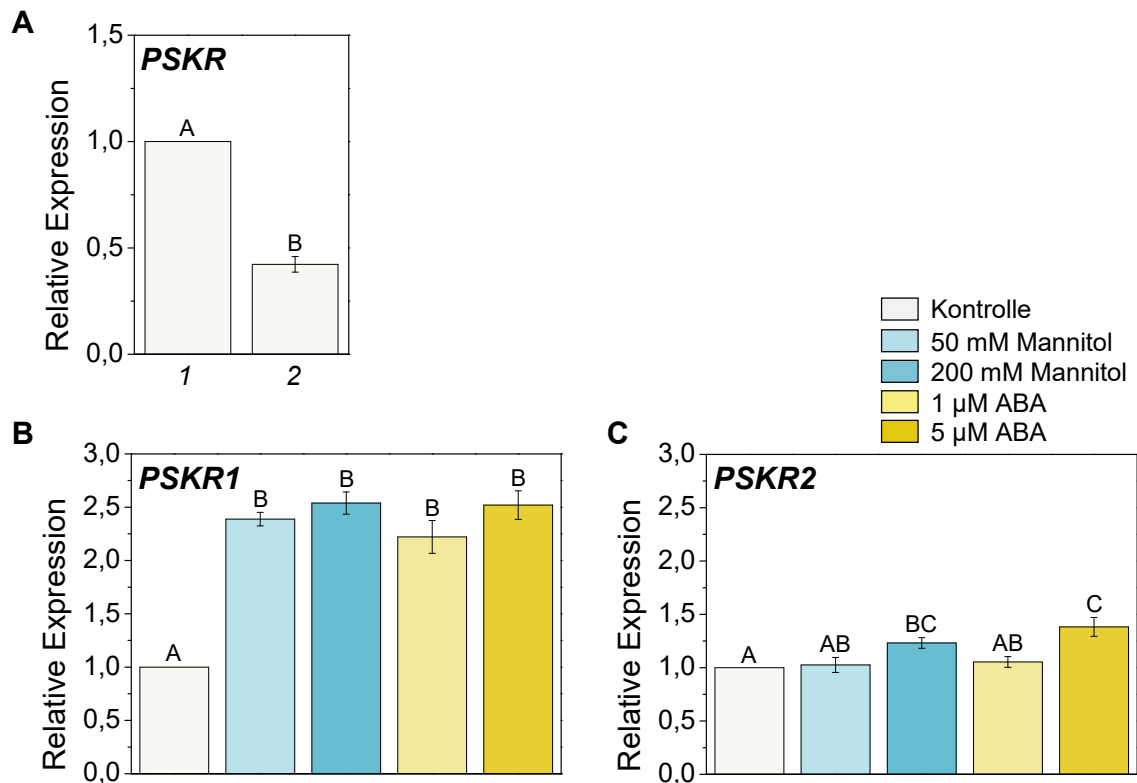 A
1,5
PSKR
Relative Expression
1,0
A
0,5
B
0,0
1 2
Kontrolle
50 mM Mannitol
200 mM Mannitol
1 µM ABA
5 µM ABA
B
3,0
PSKR1
Relative Expression
2,5
2,0
1,5
1,0
0,5
0,0
A
B
B
B
B
C
3,0
PSKR2
Relative Expression
2,5
2,0
1,5
1,0
0,5
0,0
A
AB
BC
AB
C